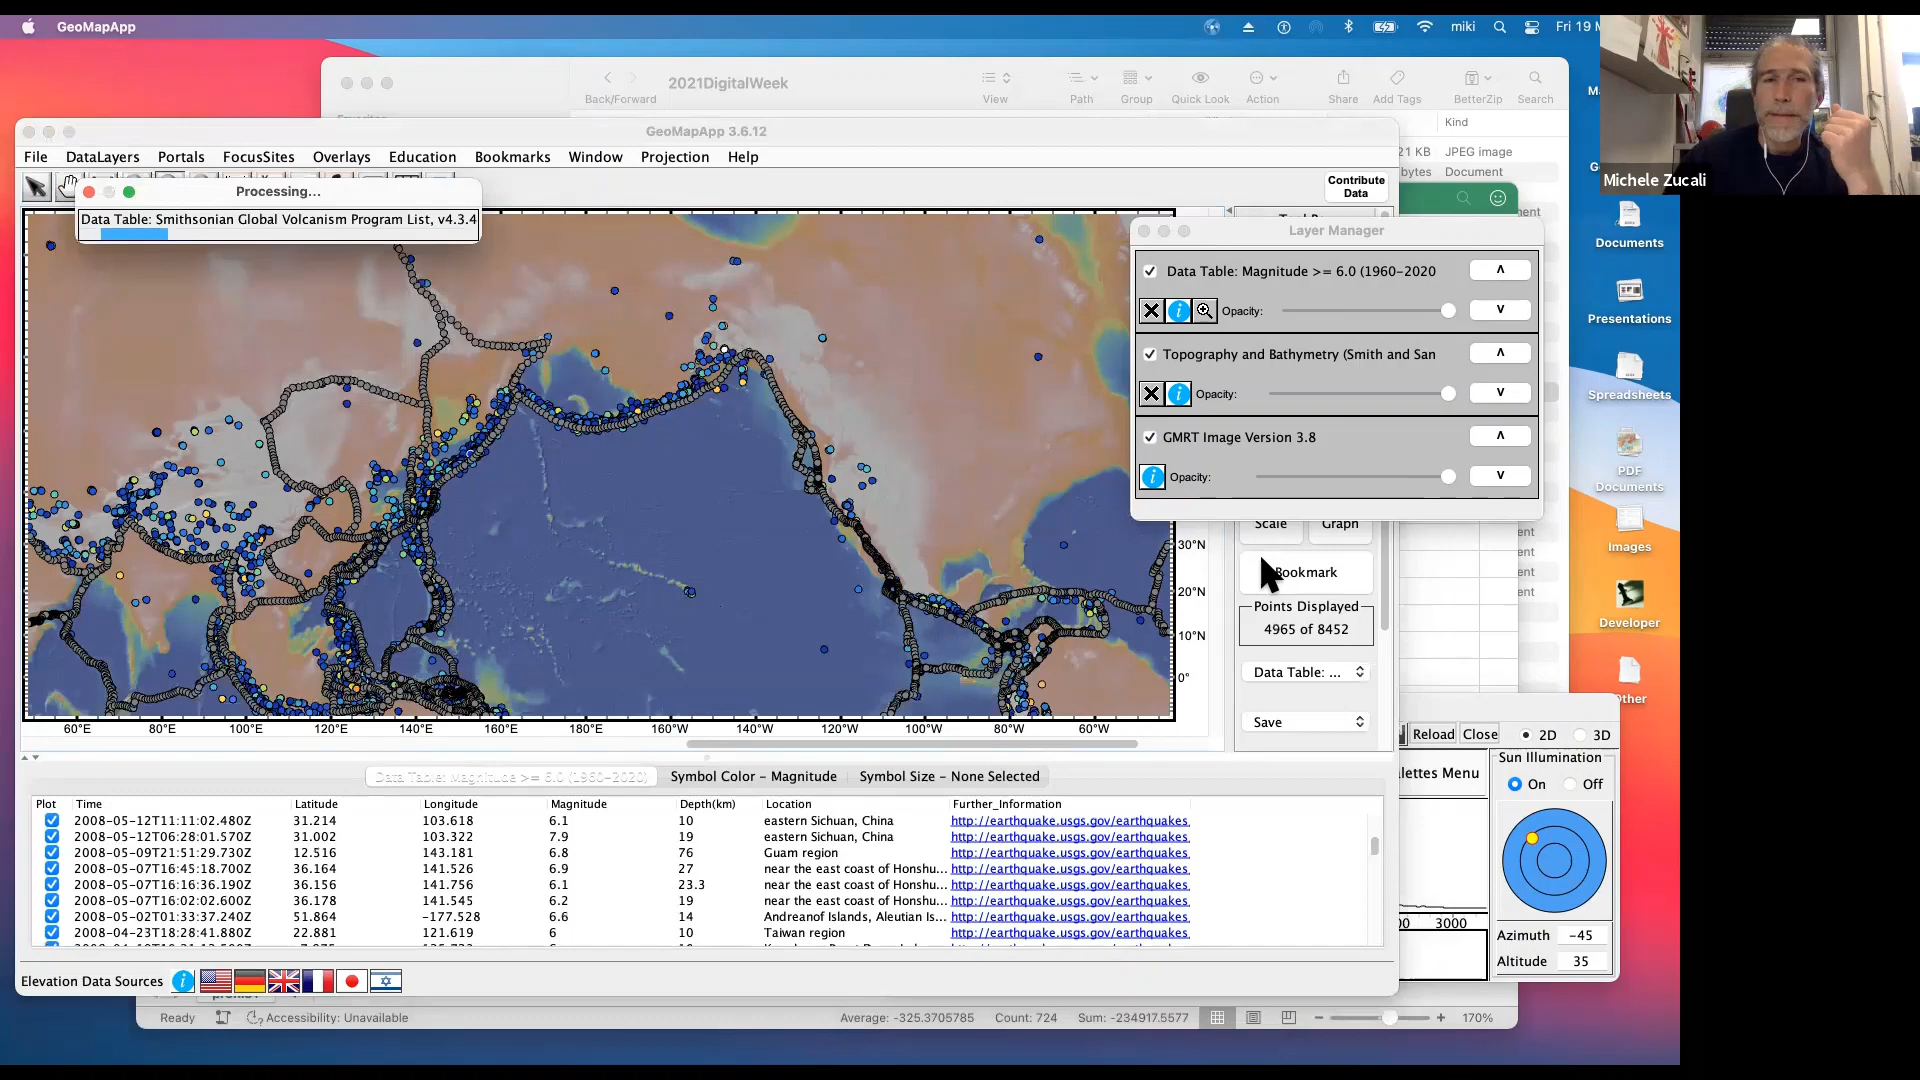 GeoMapApp
miki
Fri 19 M
2021DigitalWeek
Back/Forward
View
Path
Group
Quick Look
Action
Share
Add Tags
BetterZip
Search
Kind
21 KB JPEG image
bytes Document
Michele Zucali
GeoMapApp 3.6.12
File DataLayers Portals FocusSites Overlays Education Bookmarks Window Projection Help
Contribute
Data
Processing...
Data Table: Smithsonian Global Volcanism Program List, v4.3.4
Layer Manager
Data Table: Magnitude >= 6.0 (1960-2020
Opacity:
Topography and Bathymetry (Smith and San
Opacity:
GMRT Image Version 3.8
Opacity:
Scale Graph
Bookmark
Points Displayed
4965 of 8452
Data Table: ...
Save
30°N
20°N
10°N
0°
60°E 80°E 100°E 120°E 140°E 160°E 180°E 160°W 140°W 120°W 100°W 80°W 60°W
Data Table: Magnitude >= 6.0 (1960-2020) Symbol Color - Magnitude Symbol Size - None Selected
Plot Time Latitude Longitude Magnitude Depth(km) Location Further_Information
2008-05-12T11:11:02.480Z 31.214 103.618 6.1 10 eastern Sichuan, China http://earthquake.usgs.gov/earthquakes
2008-05-12T06:28:01.570Z 31.002 103.322 7.9 19 eastern Sichuan, China http://earthquake.usgs.gov/earthquakes
2008-05-09T21:51:29.730Z 12.516 143.181 6.8 76 Guam region http://earthquake.usgs.gov/earthquakes
2008-05-07T16:45:18.700Z 36.164 141.526 6.9 27 near the east coast of Honshu... http://earthquake.usgs.gov/earthquakes
2008-05-07T16:16:36.190Z 36.156 141.756 6.1 23.3 near the east coast of Honshu... http://earthquake.usgs.gov/earthquakes
2008-05-07T16:02:02.600Z 36.178 141.545 6.2 19 near the east coast of Honshu... http://earthquake.usgs.gov/earthquakes
2008-05-02T01:33:37.240Z 51.864 -177.528 6.6 14 Andreanof Islands, Aleutian Is... http://earthquake.usgs.gov/earthquakes
2008-04-23T18:28:41.880Z 22.881 121.619 6 10 Taiwan region http://earthquake.usgs.gov/earthquakes
Elevation Data Sources
Reload Close 2D 3D
Sun Illumination
On Off
lettes Menu
3000
Azimuth -45
Altitude 35
Ready
Accessibility: Unavailable
Average: -325.3705785 Count: 724 Sum: -234917.5577
170%
Documents
Presentations
Spreadsheets
PDF
Documents
Images
Developer
Other